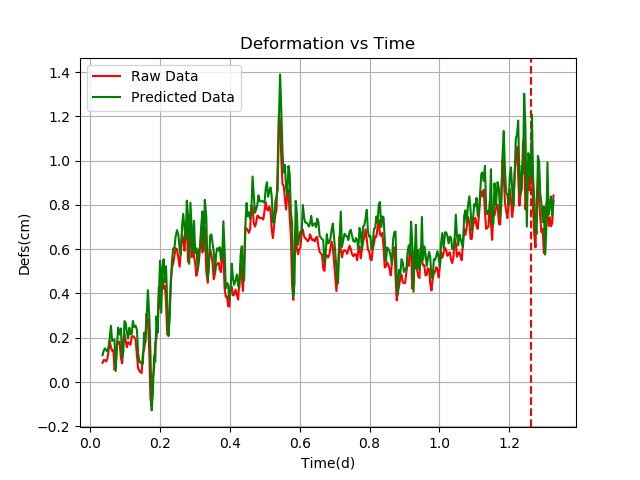 Deformation vs Time
Raw Data
Predicted Data
1.4
1.2
1.0
0.8
0.6
0.4
0.2
0.0
−0.2
Defs(cm)
0.0 0.2 0.4 0.6 0.8 1.0 1.2
Time(d)